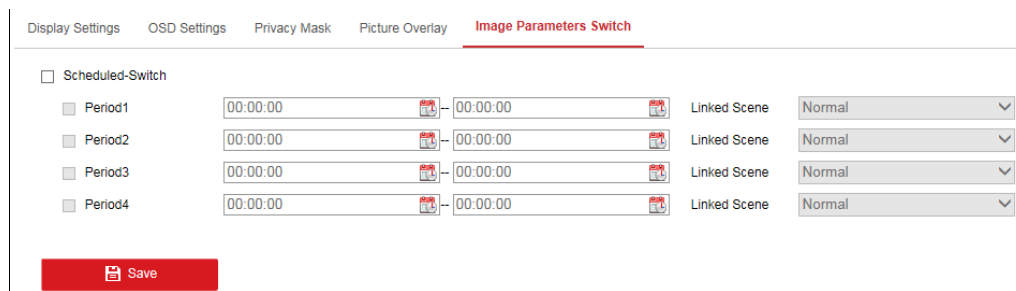 Display Settings OSD Settings Privacy Mask Picture Overlay Image Parameters Switch
Scheduled-Switch
Period1 00:00:00 -- 00:00:00 Linked Scene Normal
Period2 00:00:00 -- 00:00:00 Linked Scene Normal
Period3 00:00:00 -- 00:00:00 Linked Scene Normal
Period4 00:00:00 -- 00:00:00 Linked Scene Normal
Save